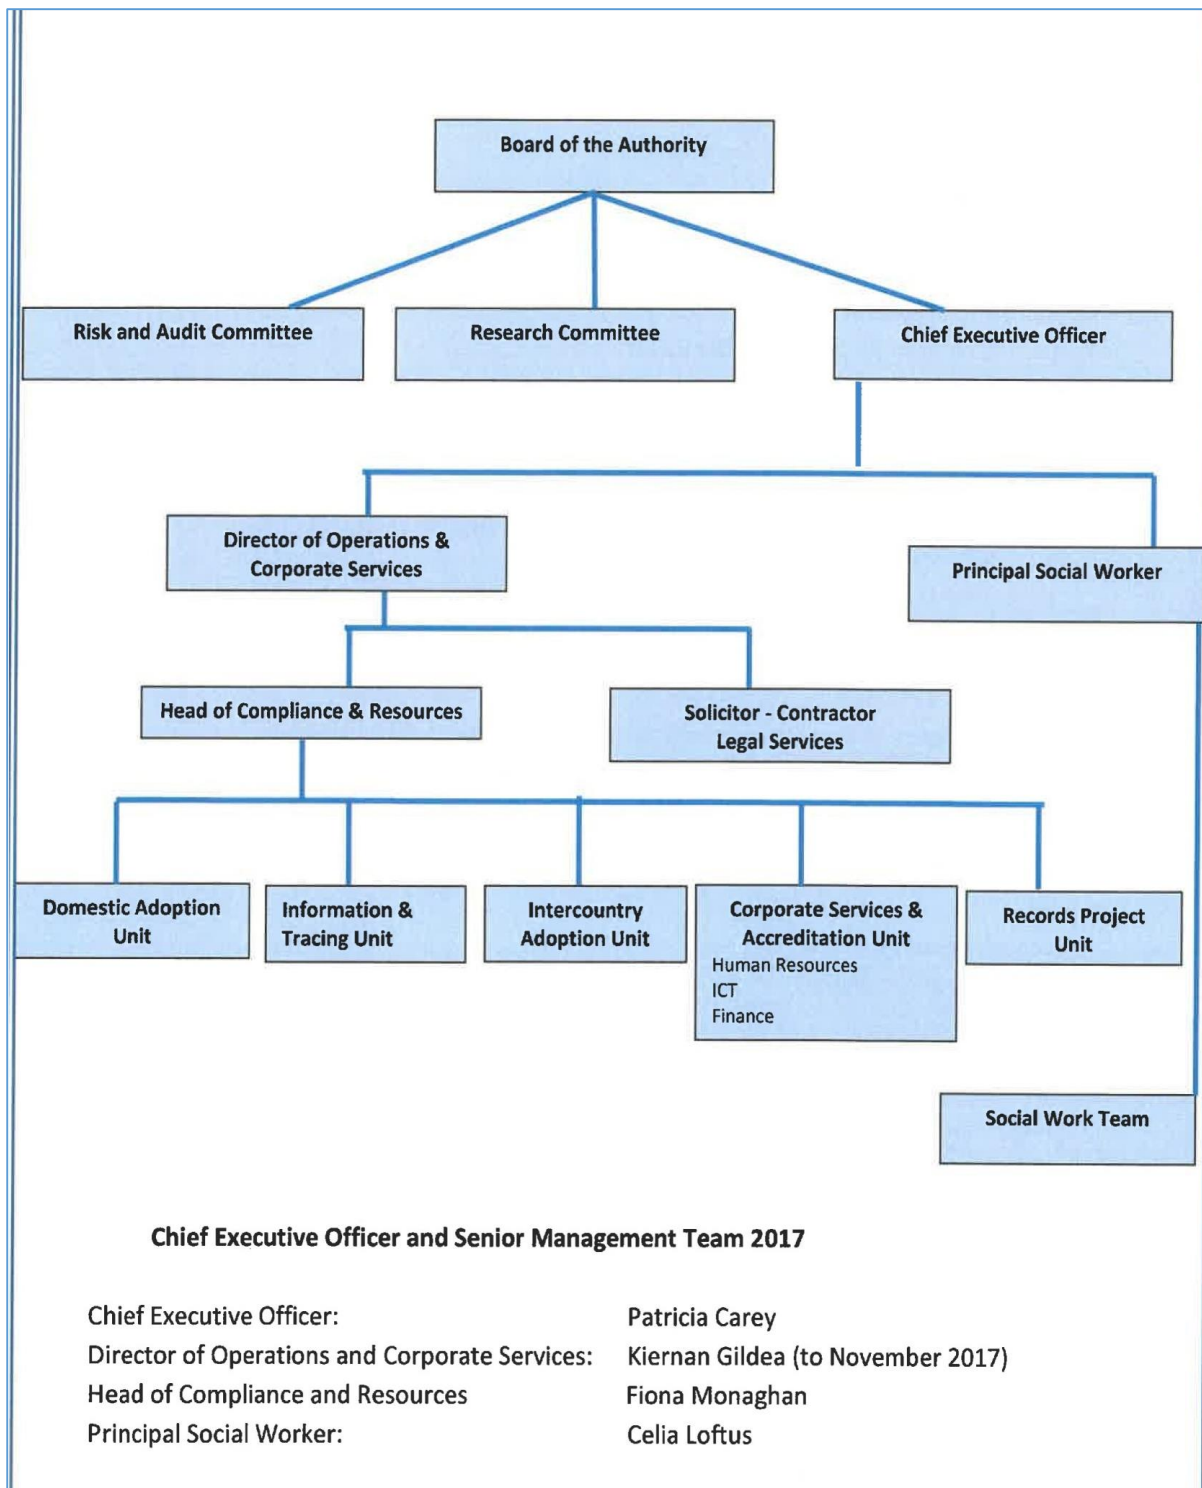 Board of the Authority
Risk and Audit Committee
Research Committee
Chief Executive Officer
Director of Operations &
Corporate Services
Principal Social Worker
Head of Compliance & Resources
Solicitor - Contractor
Legal Services
Domestic Adoption
Unit
Information &
Tracing Unit
Intercountry
Adoption Unit
Corporate Services &
Accreditation Unit
Human Resources
ICT
Finance
Records Project
Unit
Social Work Team
Chief Executive Officer and Senior Management Team 2017
Chief Executive Officer: Patricia Carey
Director of Operations and Corporate Services: Kiernan Gildea (to November 2017)
Head of Compliance and Resources Fiona Monaghan
Principal Social Worker: Celia Loftus